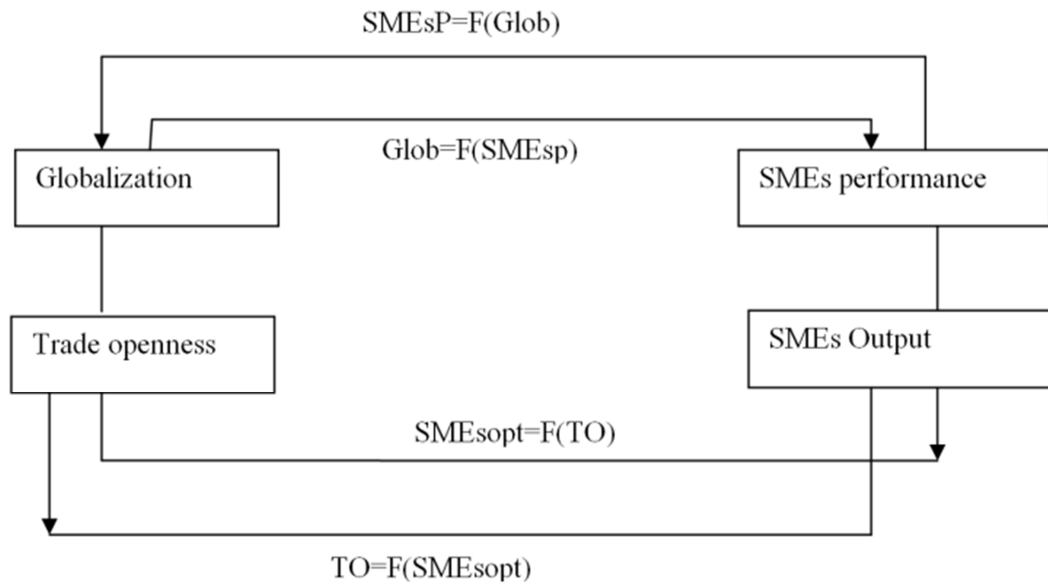 SMEsP=F(Glob)
Glob=F(SMEsp)
Globalization
SMEs performance
Trade openness
SMEs Output
SMEsopt=F(TO)
TO=F(SMEsopt)